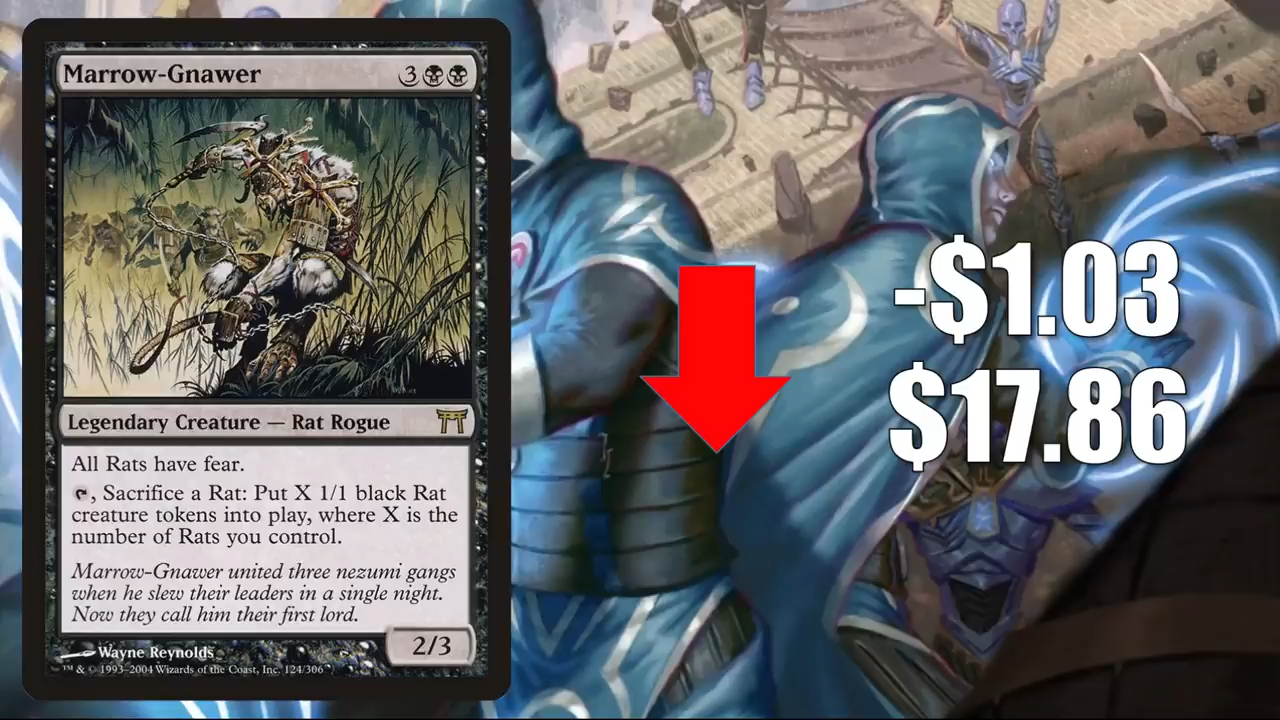 Marrow-Gnawer 3
Legendary Creature — Rat Rogue
All Rats have fear.
, Sacrifice a Rat: Put X 1/1 black Rat
creature tokens into play, where X is the
number of Rats you control.
Marrow-Gnawer united three nezumi gangs
when he slew their leaders in a single night.
Now they call him their first lord.
2/3
Wayne Reynolds
™ & © 1993–2004 Wizards of the Coast, Inc. 124/306
-$1.03
$17.86